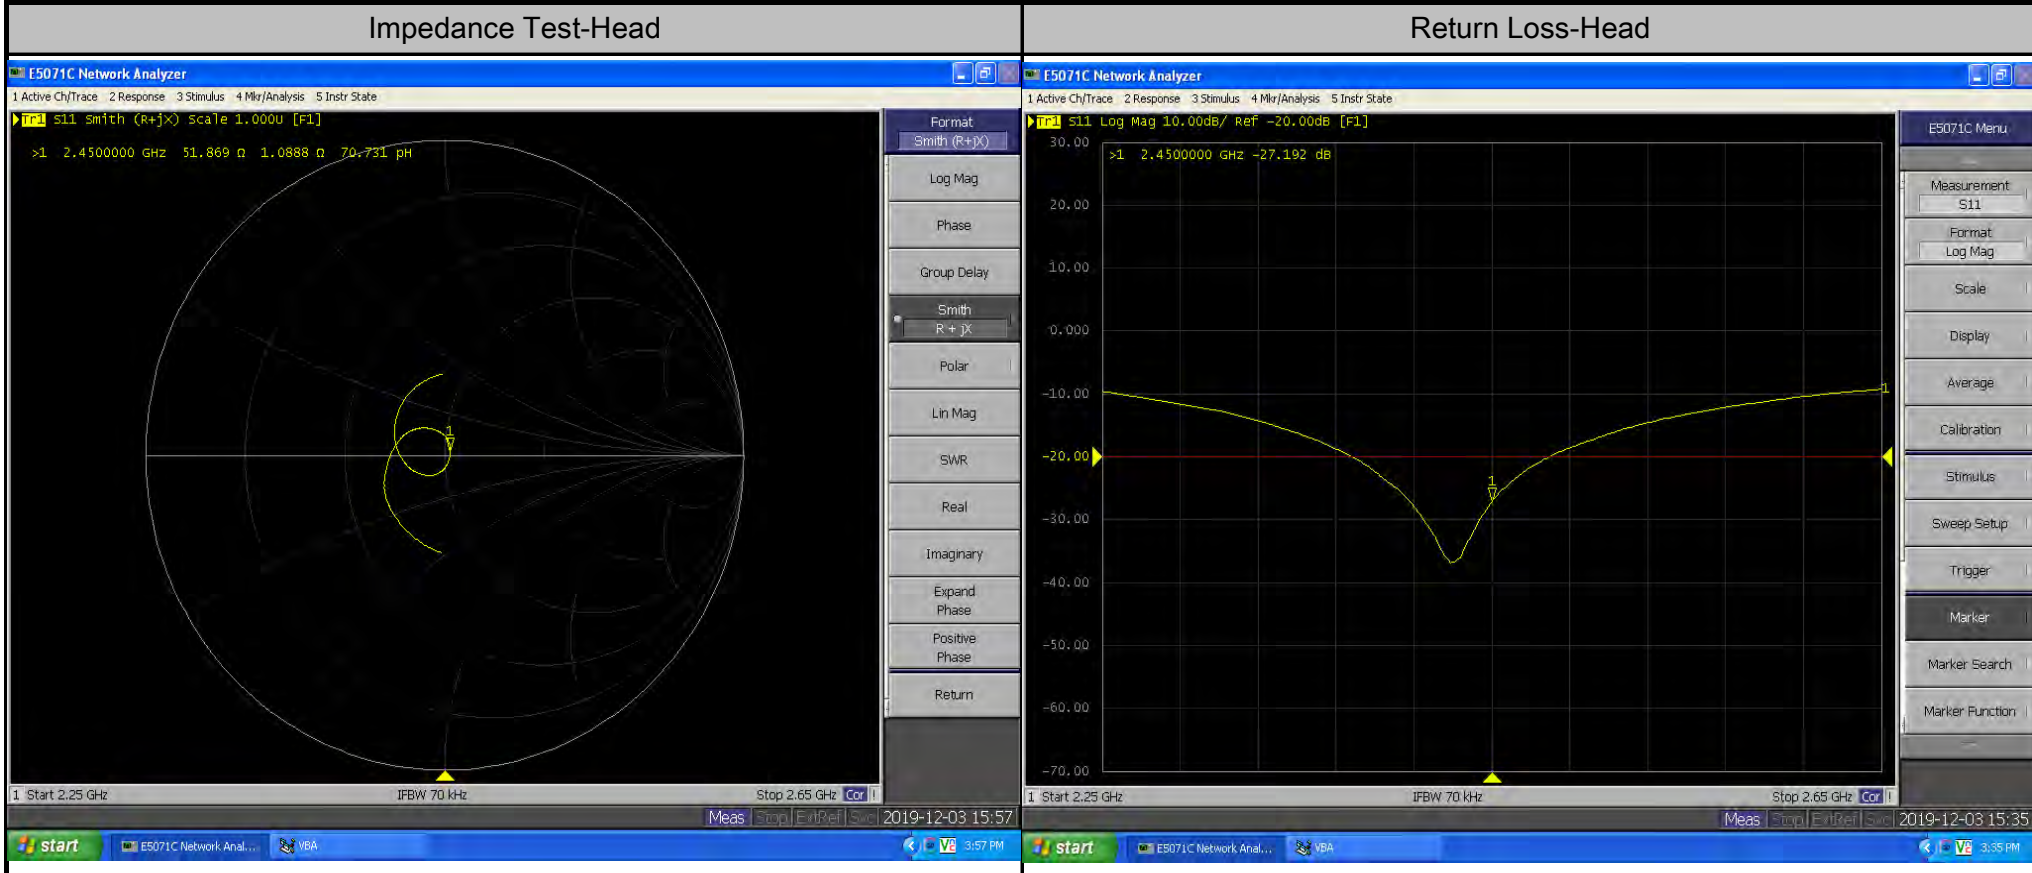 Impedance Test-Head
E5071C Network Analyzer
1 Active Ch/Trace 2 Response 3 Stimulus 4 Mkr/Analysis 5 Instr State
Tr1 S11 Smith (R+jX) Scale 1.000U [F1]
>1 2.4500000 GHz 51.869 Ω 1.0888 Ω 70.731 pH
1
Format
Smith (R+jX)
Log Mag
Phase
Group Delay
Smith
R + jX
Polar
Lin Mag
SWR
Real
Imaginary
Expand
Phase
Positive
Phase
Return
1 Start 2.25 GHz IFBW 70 kHz Stop 2.65 GHz Cor !
Meas Stop ExtRef Svc 2019-12-03 15:57
start E5071C Network Anal... VBA 3:57 PM
Return Loss-Head
E5071C Network Analyzer
1 Active Ch/Trace 2 Response 3 Stimulus 4 Mkr/Analysis 5 Instr State
Tr1 S11 Log Mag 10.00dB/ Ref -20.00dB [F1]
>1 2.4500000 GHz -27.192 dB
30.00
20.00
10.00
0.000
-10.00
-20.00
-30.00
-40.00
-50.00
-60.00
-70.00
1
1
E5071C Menu
Measurement
S11
Format
Log Mag
Scale
Display
Average
Calibration
Stimulus
Sweep Setup
Trigger
Marker
Marker Search
Marker Function
1 Start 2.25 GHz IFBW 70 kHz Stop 2.65 GHz Cor !
Meas Stop ExtRef Svc 2019-12-03 15:35
start E5071C Network Anal... VBA 3:35 PM